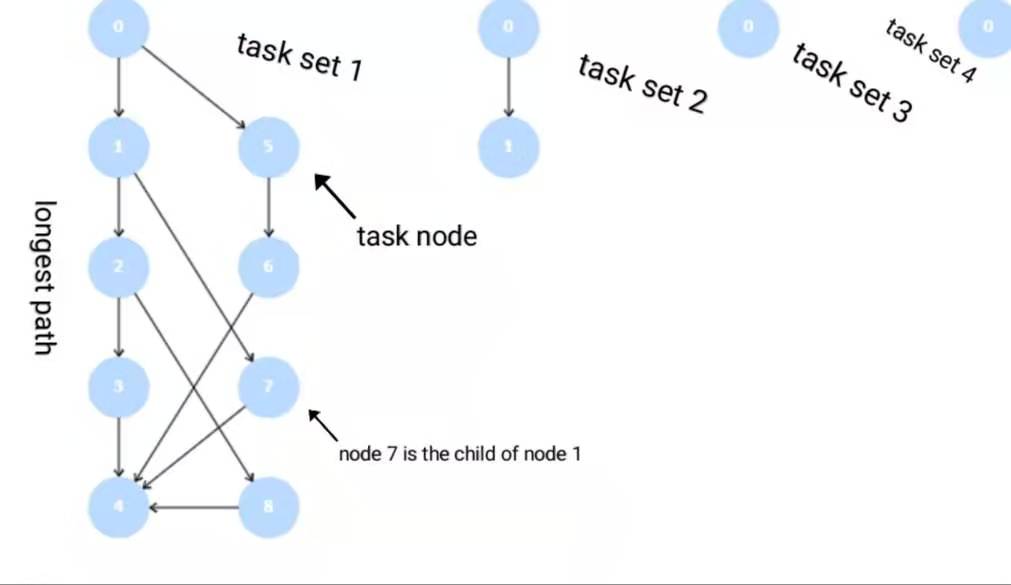 0
task set 1
0
task set 2
0
task set 3
task set 4
0
1
5
1
task node
longest path
2
6
3
7
node 7 is the child of node 1
4
8